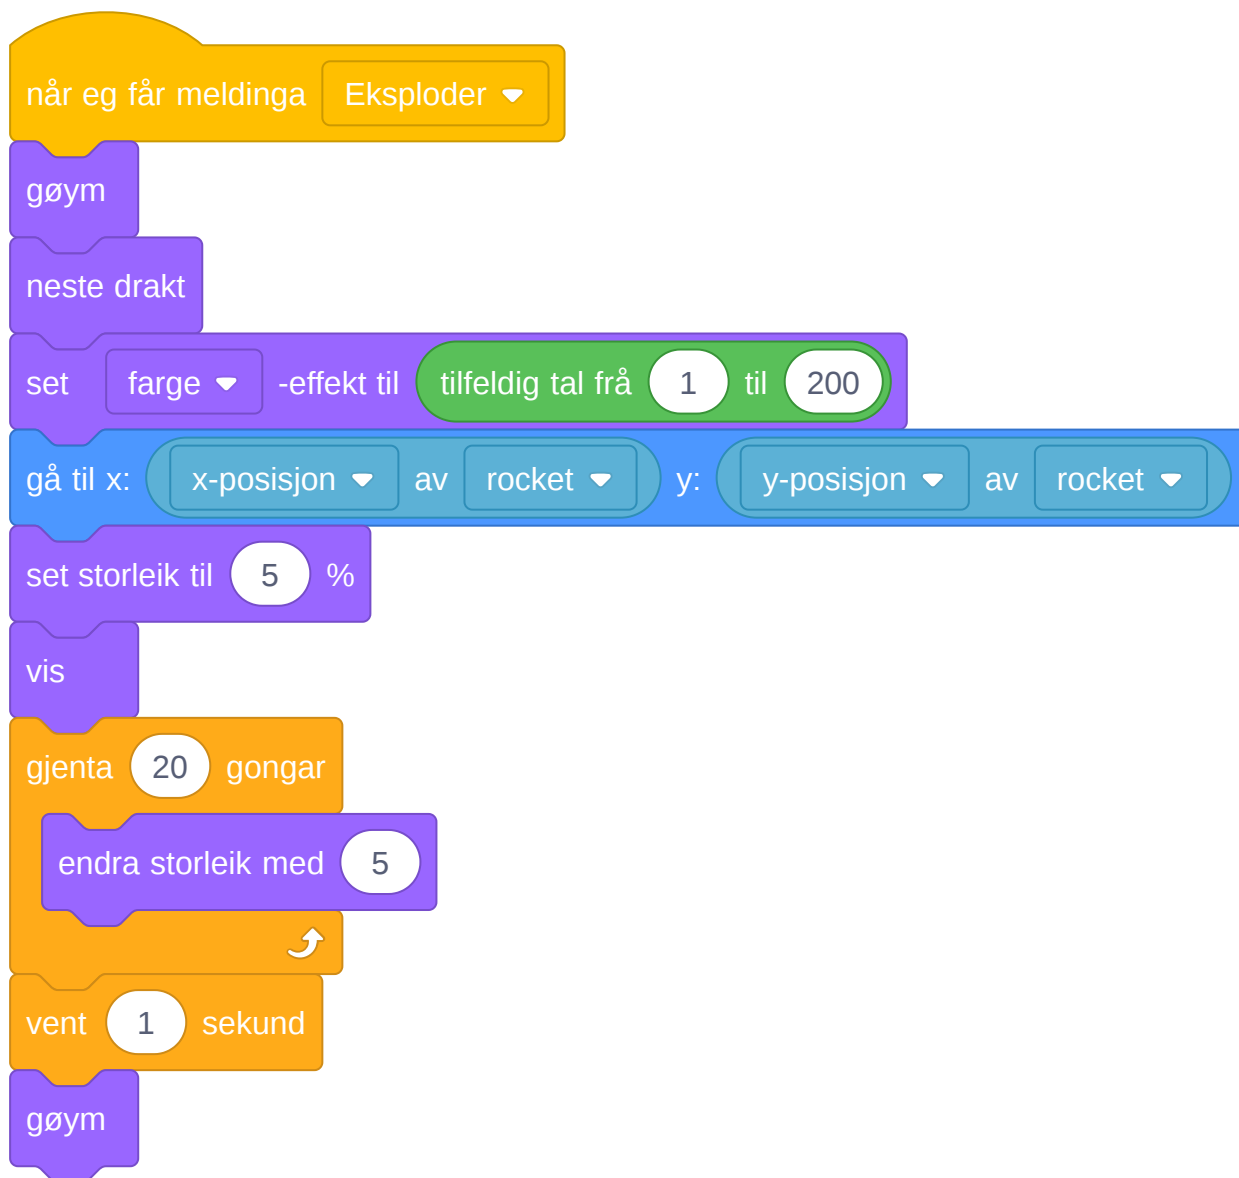 når eg får meldinga Eksploder
gøym
neste drakt
set farge -effekt til tilfeldig tal frå 1 til 200
gå til x: x-posisjon av rocket y: y-posisjon av rocket
set storleik til 5 %
vis
gjenta 20 gongar
endra storleik med 5
vent 1 sekund
gøym